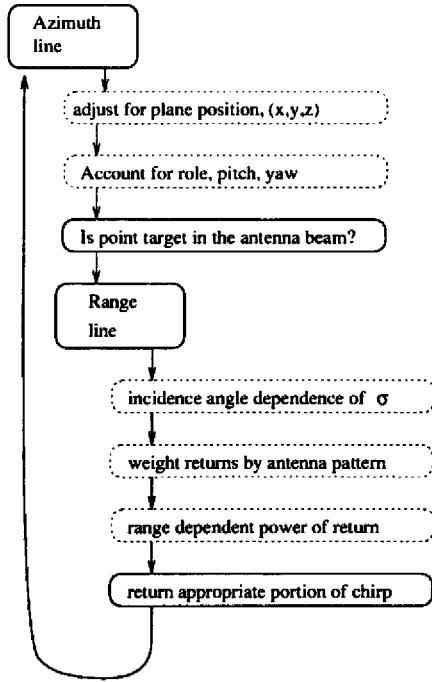 Azimuth
line
adjust for plane position, (x,y,z)
Account for role, pitch, yaw
Is point target in the antenna beam?
Range
line
incidence angle dependence of σ
weight returns by antenna pattern
range dependent power of return
return appropriate portion of chirp